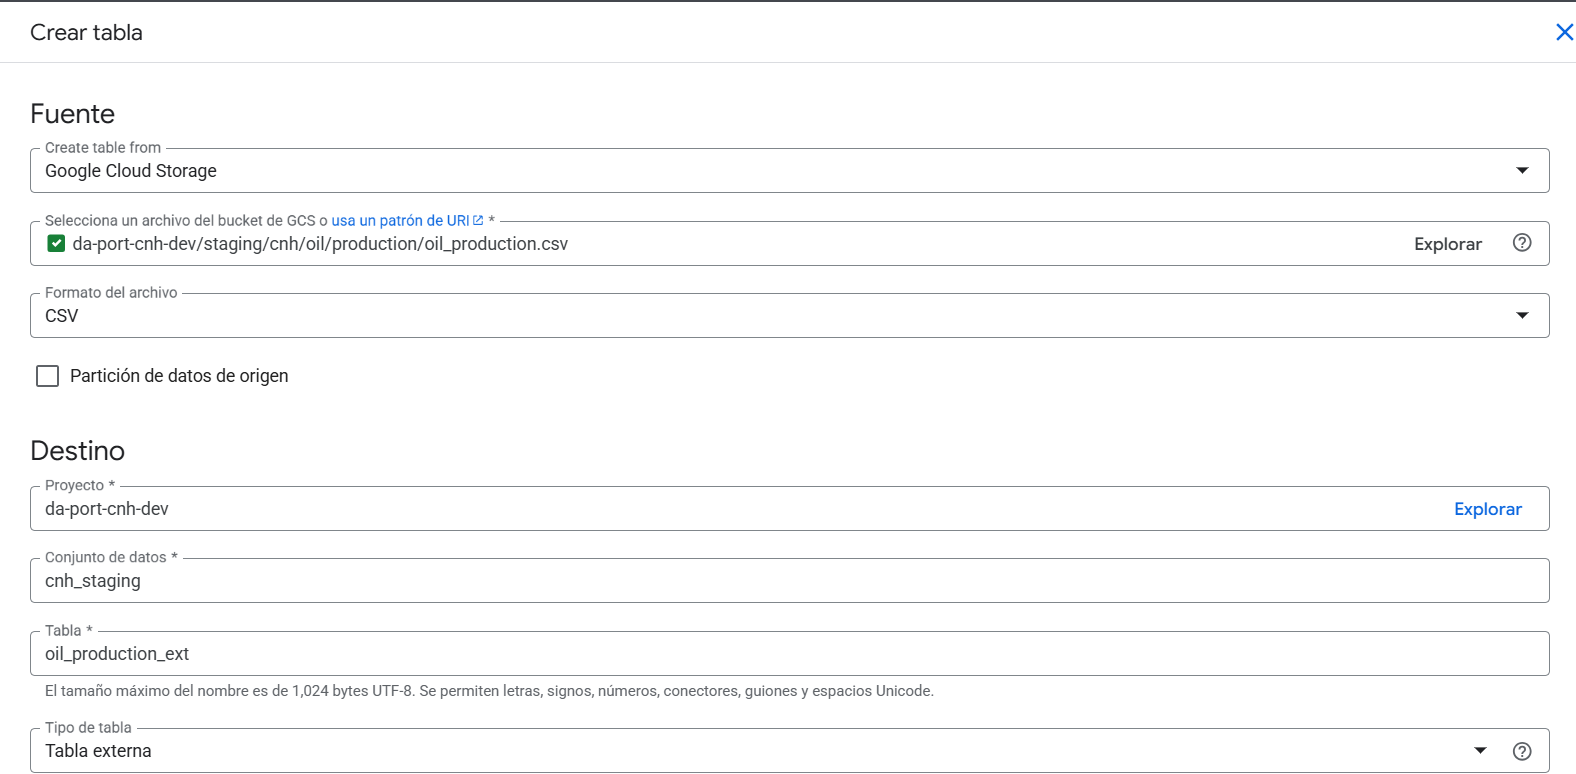 Crear tabla
Fuente
Create table from
Google Cloud Storage
Selecciona un archivo del bucket de GCS o usa un patrón de URI *
da-port-cnh-dev/staging/cnh/oil/production/oil_production.csv
Explorar
Formato del archivo
CSV
Partición de datos de origen
Destino
Proyecto *
da-port-cnh-dev
Explorar
Conjunto de datos *
cnh_staging
Tabla *
oil_production_ext
El tamaño máximo del nombre es de 1,024 bytes UTF-8. Se permiten letras, signos, números, conectores, guiones y espacios Unicode.
Tipo de tabla
Tabla externa